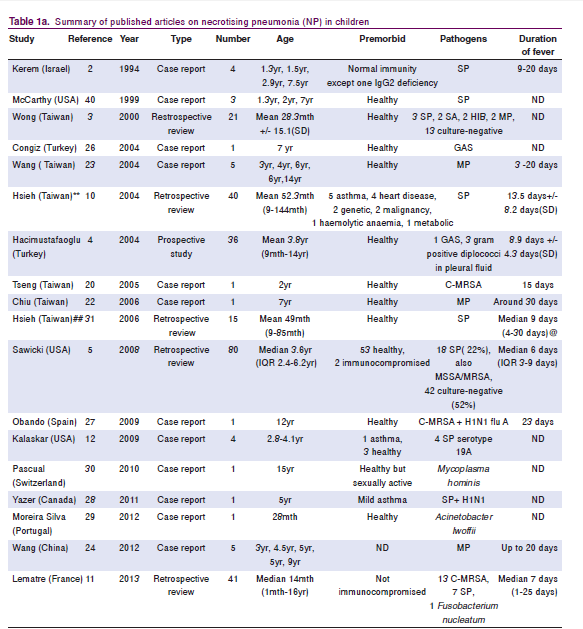 Table 1a. Summary of published articles on necrotising pneumonia (NP) in children
Study Reference Year Type Number Age Premorbid Pathogens Duration
of fever
Kerem (Israel) 2 1994 Case report 4 1.3yr, 1.5yr, Normal immunity SP 9-20 days
2.9yr, 7.5yr except one IgG2 deficiency
McCarthy (USA) 40 1999 Case report 3 1.3yr, 2yr, 7yr Healthy SP ND
Wong (Taiwan) 3 2000 Restrospective 21 Mean 28.3mth Healthy 3 SP, 2 SA, 2 HIB, 2 MP, ND
review +/- 15.1(SD) 13 culture-negative
Congiz (Turkey) 26 2004 Case report 1 7 yr Healthy GAS ND
Wang ( Taiwan) 23 2004 Case report 5 3yr, 4yr, 6yr, Healthy MP 3 -20 days
6yr,14yr
Hsieh (Taiwan)** 10 2004 Retrospective 40 Mean 52.3mth 5 asthma, 4 heart disease, SP 13.5 days+/-
review (9-144mth) 2 genetic, 2 malignancy, 8.2 days(SD)
1 haemolytic anaemia, 1 metabolic
Hacimustafaoglu 4 2004 Prospective 36 Mean 3.8yr Healthy 1 GAS, 3 gram 8.9 days +/-
(Turkey) study (9mth-14yr) positive diplococci 4.3 days(SD)
in pleural fluid
Tseng (Taiwan) 20 2005 Case report 1 2yr Healthy C-MRSA 15 days
Chiu (Taiwan) 22 2006 Case report 1 7yr Healthy MP Around 30 days
Hsieh (Taiwan)## 31 2006 Retrospective 15 Mean 49mth Healthy SP Median 9 days
review (9-85mth) (4-30 days)@
Sawicki (USA) 5 2008 Retrospective 80 Median 3.6yr 53 healthy, 18 SP( 22%), Median 6 days
review (IQR 2.4-6.2yr) 2 immunocompromised also (IQR 3-9 days)
MSSA/MRSA,
42 culture-negative
(52%)
Obando (Spain) 27 2009 Case report 1 12yr Healthy C-MRSA + H1N1 flu A 23 days
Kalaskar (USA) 12 2009 Case report 4 2.8-4.1yr 1 asthma, 4 SP serotype ND
3 healthy 19A
Pascual 30 2010 Case report 1 15yr Healthy but Mycoplasma ND
(Switzerland) sexually active hominis
Yazer (Canada) 28 2011 Case report 1 5yr Mild asthma SP+ H1N1 ND
Moreira Silva 29 2012 Case report 1 28mth Healthy Acinetobacter ND
(Portugal) lwoffii
Wang (China) 24 2012 Case report 5 3yr, 4.5yr, 5yr, ND MP Up to 20 days
5yr, 9yr
Lematre (France) 11 2013 Retrospective 41 Median 14mth Not 13 C-MRSA, Median 7 days
review (1mth-16yr) immunocompromised 7 SP, (1-25 days)
1 Fusobacterium
nucleatum